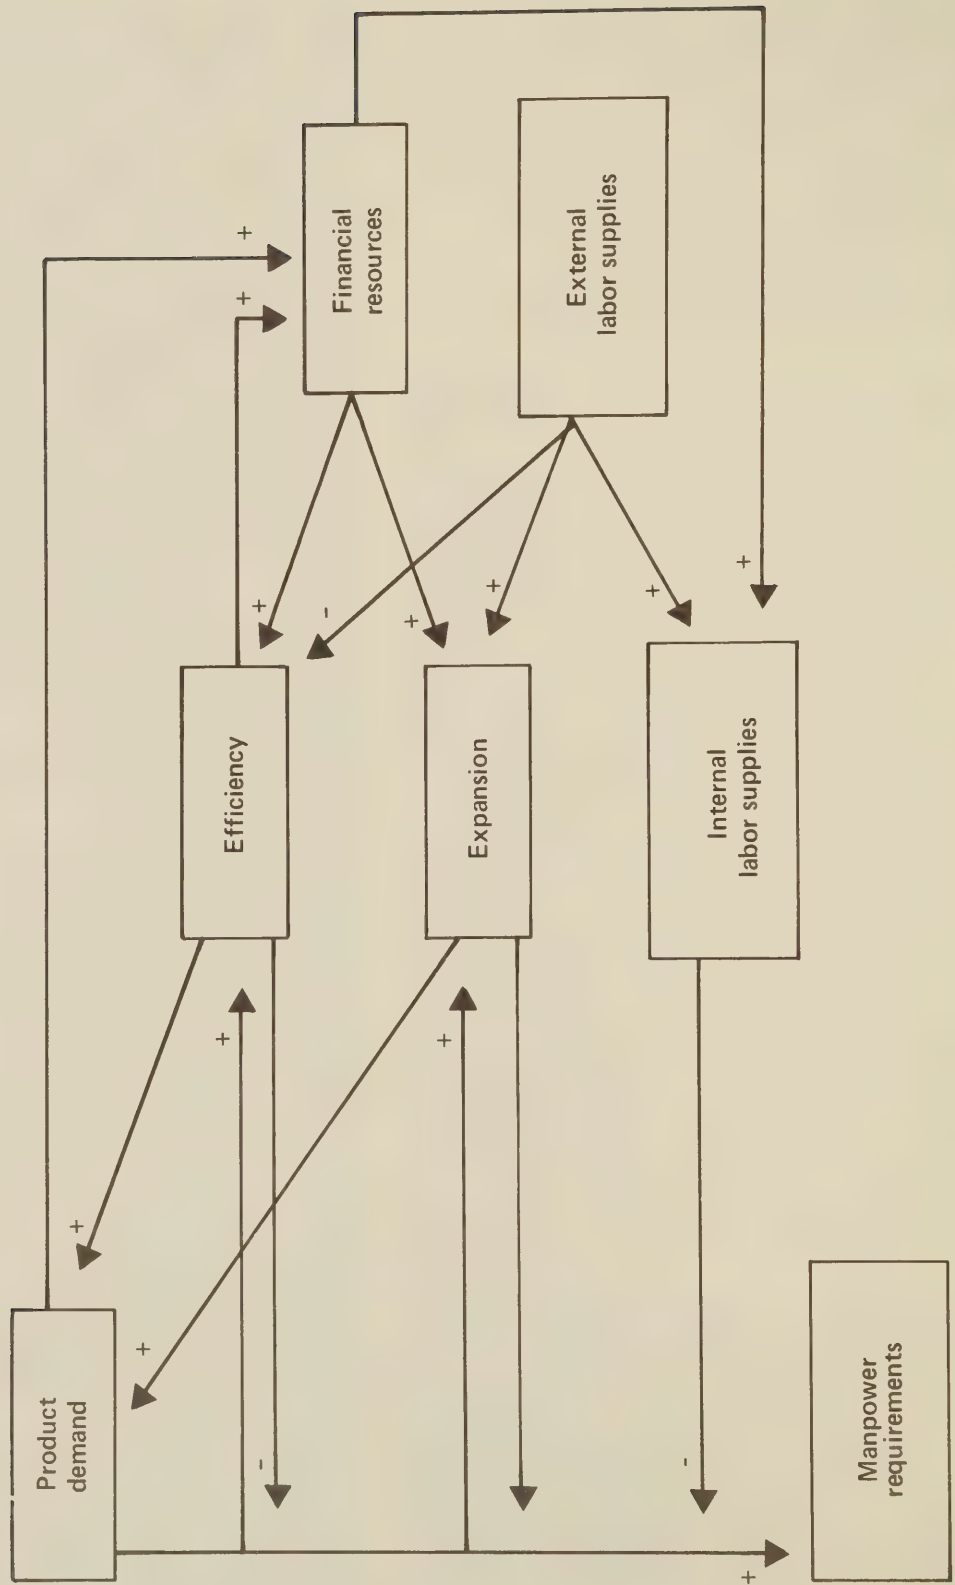 Product
demand
Efficiency
Financial
resources
Expansion
External
labor supplies
Internal
labor supplies
Manpower
requirements
+
+
+
+
+
-
+
+
+
+
+
+
-
-
+